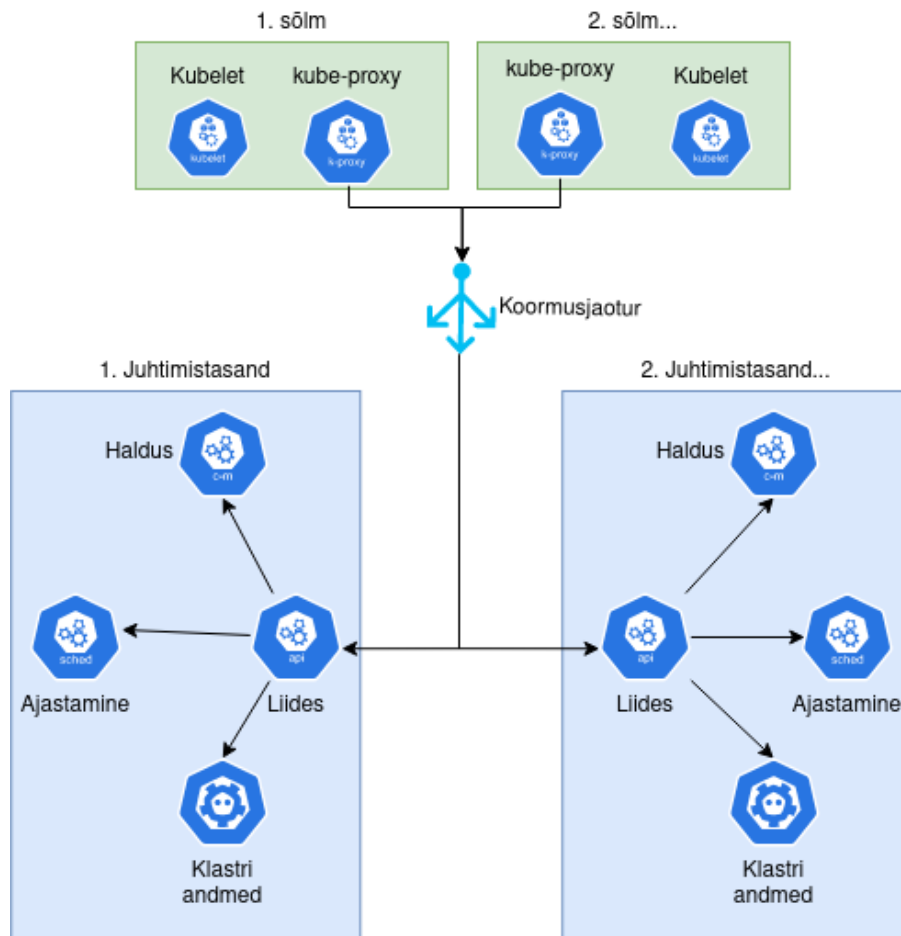 1. sõlm
2. sõlm...
Kubelet
kube-proxy
kube-proxy
Kubelet
kubelet
k-proxy
k-proxy
kubelet
Koormusjaotur
1. Juhtimistasand
2. Juhtimistasand...
Haldus
c-m
Haldus
c-m
sched
api
api
sched
Ajastamine
Liides
Liides
Ajastamine
Klastri
andmed
Klastri
andmed